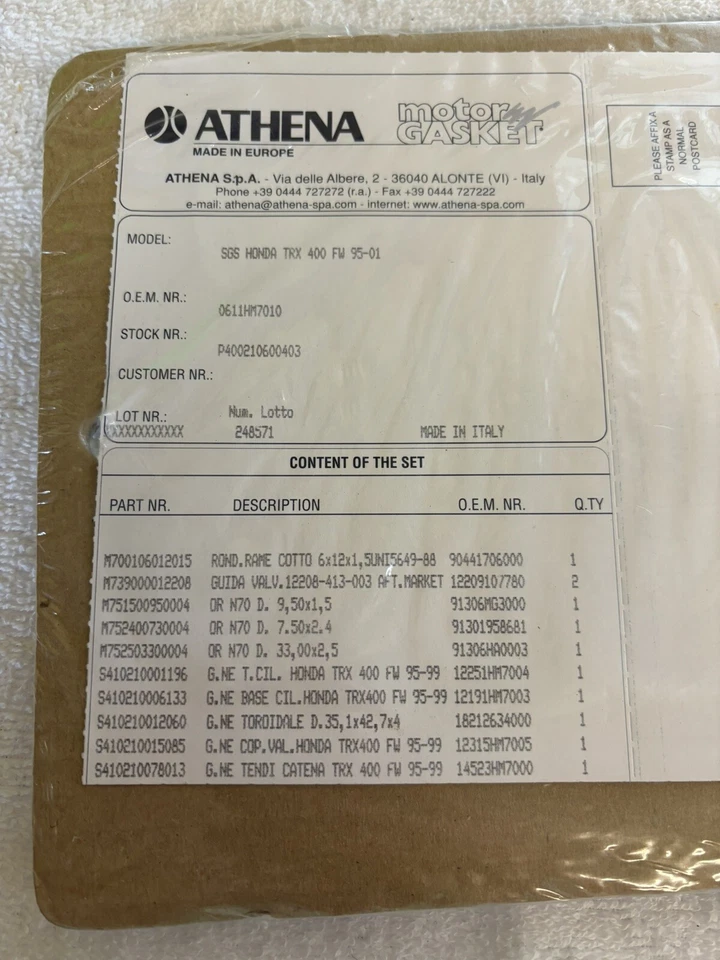 ATHENA
MADE IN EUROPE
motor
GASKET
ATHENA S.p.A. - Via delle Albere, 2 - 36040 ALONTE (VI) - Italy
Phone +39 0444 727272 (r.a.) - Fax +39 0444 727222
e-mail: athena@athena-spa.com - internet: www.athena-spa.com
PLEASE AFFIX A
STAMP AS A
NORMAL
POSTCARD
MODEL:
SGS HONDA TRX 400 FW 95-01
O.E.M. NR.:
0611HM7010
STOCK NR.:
P400210600403
CUSTOMER NR.:
LOT NR.: Num. Lotto
XXXXXXXXXXX 248571 MADE IN ITALY
CONTENT OF THE SET
PART NR. DESCRIPTION O.E.M. NR. Q.TY
M700106012015 ROND.RAME COTTO 6x12x1,5UNI5649-88 90441706000 1
M739000012208 GUIDA VALV.12208-413-003 AFT.MARKET 12209107780 2
M751500950004 OR N70 D. 9,50x1,5 91306MG3000 1
M752400730004 OR N70 D. 7.50x2.4 91301958681 1
M752503300004 OR N70 D. 33,00x2,5 91306HA0003 1
S410210001196 G.NE T.CIL. HONDA TRX 400 FW 95-99 12251HM7004 1
S410210006133 G.NE BASE CIL.HONDA TRX400 FW 95-99 12191HM7003 1
S410210012060 G.NE TOROIDALE D.35,1x42,7x4 18212634000 1
S410210015085 G.NE COP.VAL.HONDA TRX400 FW 95-99 12315HM7005 1
S410210078013 G.NE TENDI CATENA TRX 400 FW 95-99 14523HM7000 1